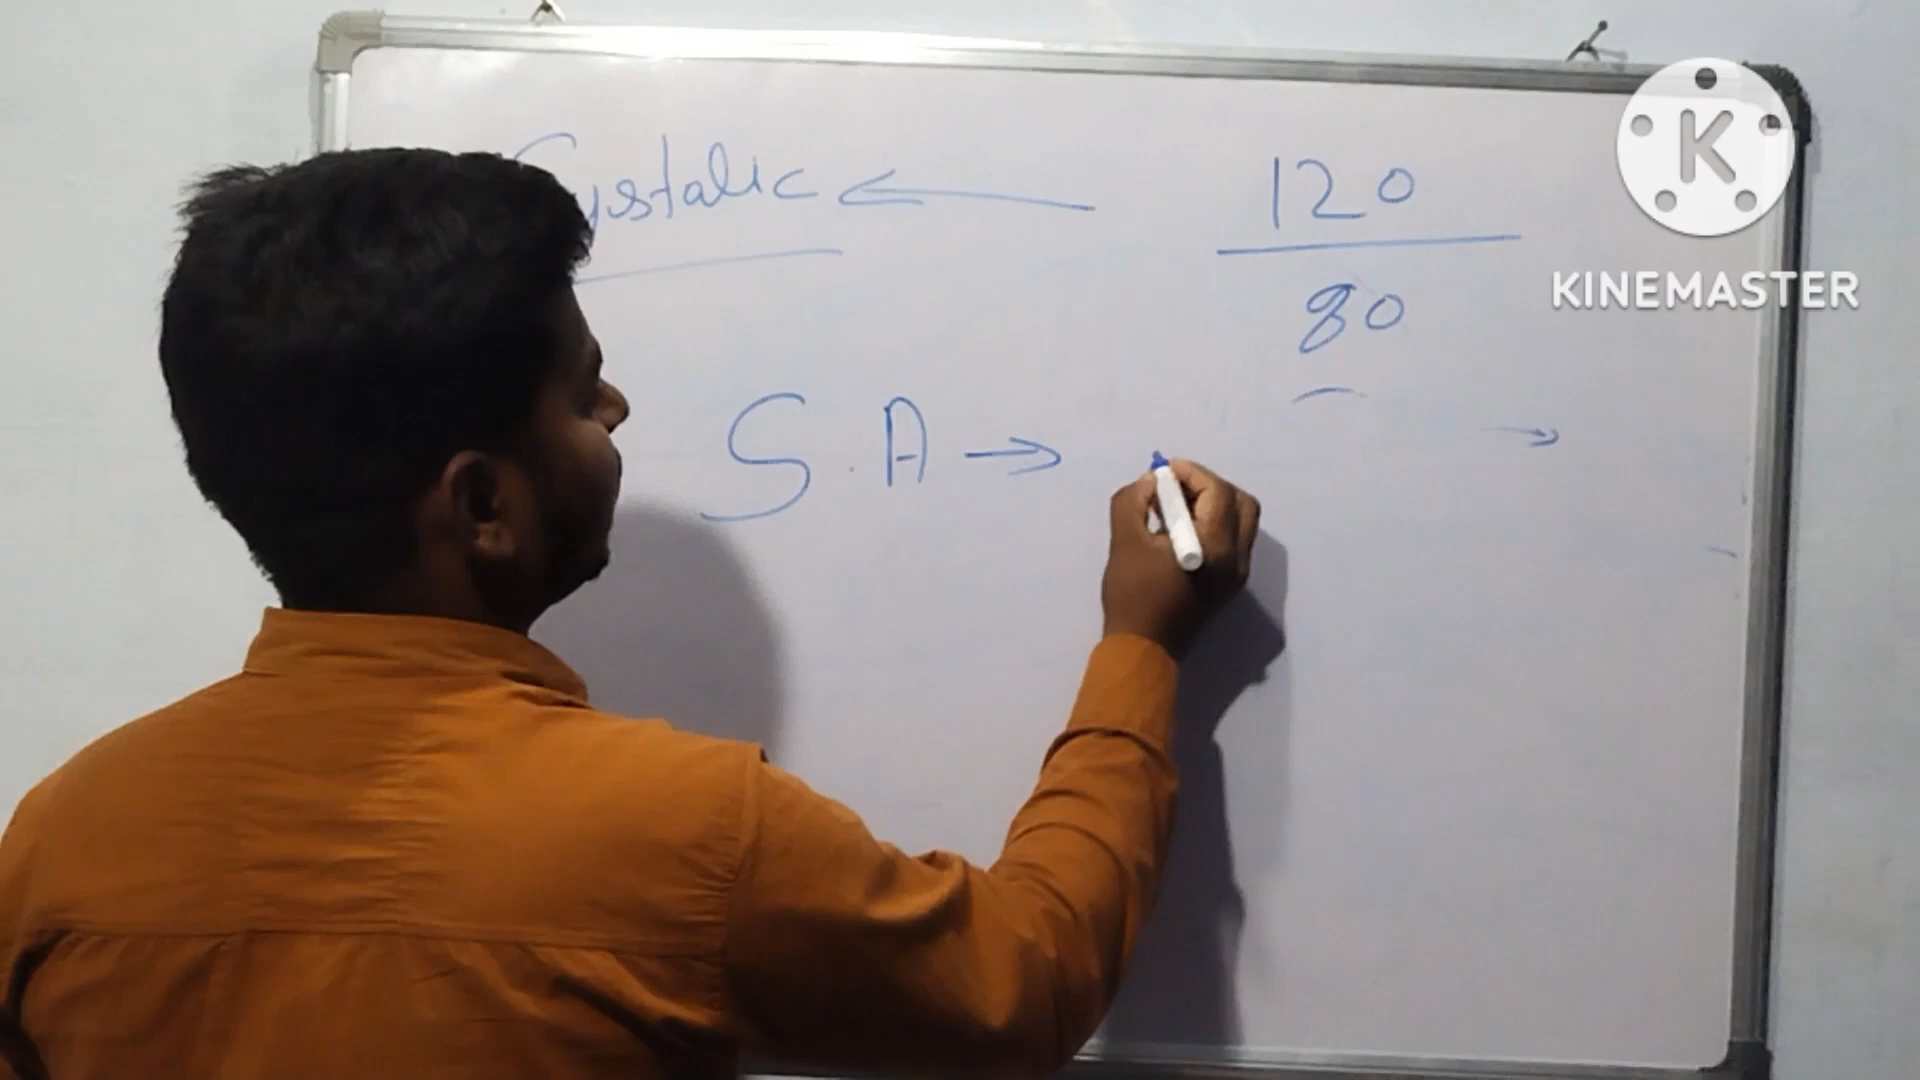 Systalic ← 120
80
S.A →
→
KINEMASTER